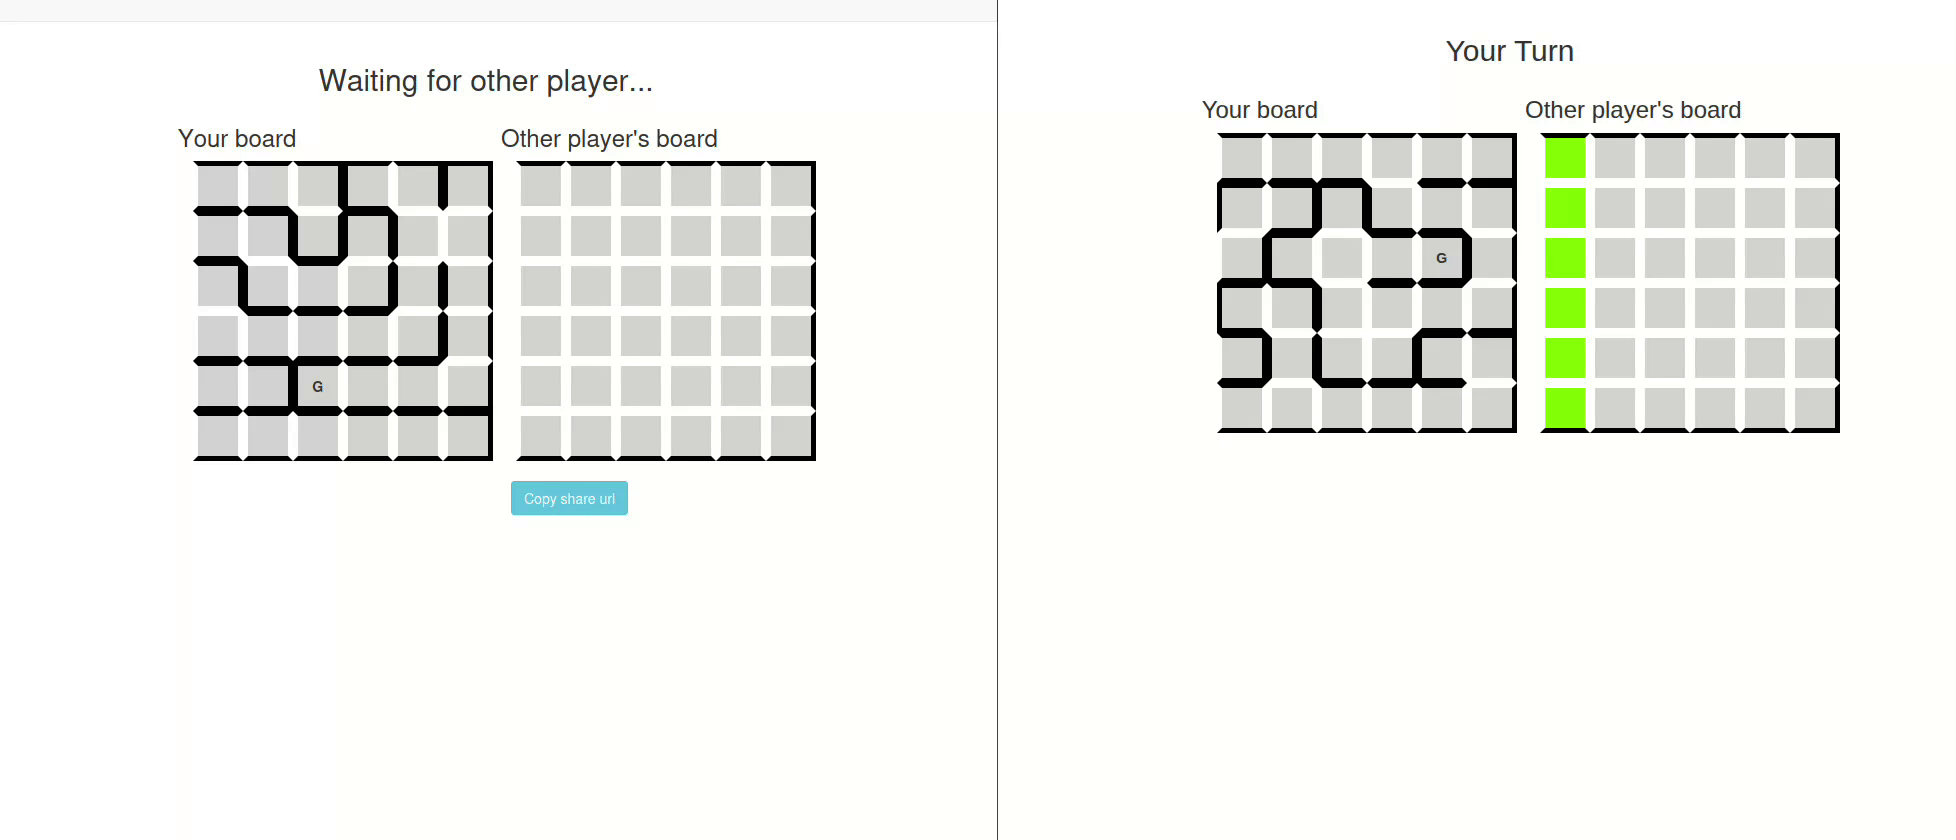 Waiting for other player...
Your board
Other player's board
G
Copy share url
Your Turn
Your board
Other player's board
G